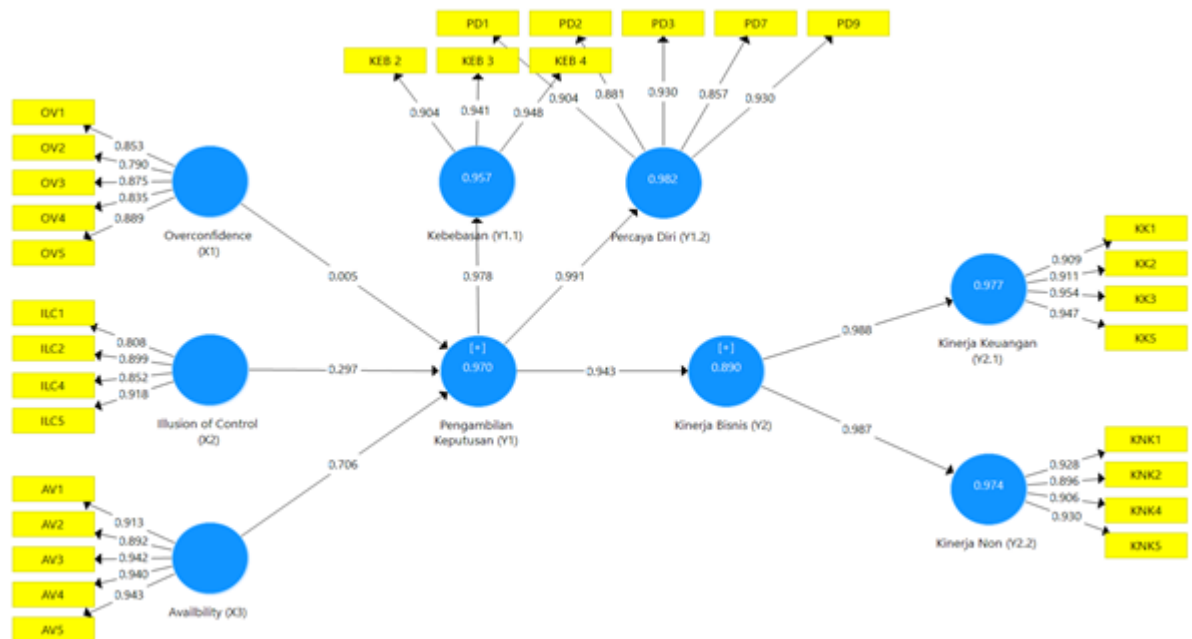 PD1
PD2
PD3
PD7
PD9
KEB 2
KEB 3
KEB 4
0.904
0.941
0.948
0.904
0.881
0.930
0.857
0.930
OV1
OV2
OV3
OV4
OV5
0.853
0.790
0.875
0.835
0.889
Overconfidence
(X1)
0.957
Kebebasan (Y1.1)
0.982
Percaya Diri (Y1.2)
0.005
0.978
0.991
ILC1
ILC2
ILC4
ILC5
0.808
0.899
0.852
0.918
Illusion of Control
(X2)
0.297
[+]
0.970
Pengambilan
Keputusan (Y1)
0.943
[+]
0.890
Kinerja Bisnis (Y2)
0.988
0.987
0.977
Kinerja Keuangan
(Y2.1)
KK1
KK2
KK3
KK5
0.909
0.911
0.954
0.947
0.706
AV1
AV2
AV3
AV4
AV5
0.913
0.892
0.942
0.940
0.943
Availbility (X3)
0.974
Kinerja Non (Y2.2)
KNK1
KNK2
KNK4
KNK5
0.928
0.896
0.906
0.930